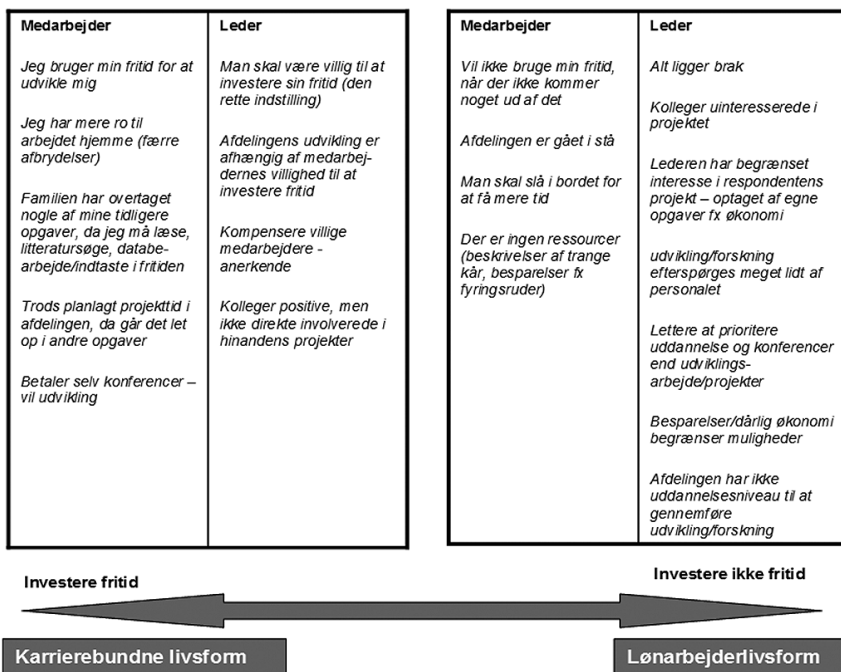 Medarbejder
Jeg bruger min fritid for at
udvikle mig
Jeg har mere ro til
arbejdet hjemme (færre
afbrydelser)
Familien har overtaget
nogle af mine tidligere
opgaver, da jeg må læse,
litteratursøge, databe-
arbejde/indtaste i fritiden
Trods planlagt projekttid i
afdelingen, da går det let
op i andre opgaver
Betaler selv konferencer –
vil udvikling
Leder
Man skal være villig til at
investere sin fritid (den
rette indstilling)
Afdelingens udvikling er
afhængig af medarbej-
dernes villighed til at
investere fritid
Kompensere villige
medarbejdere -
anerkende
Kolleger positive, men
ikke direkte involverede i
hinandens projekter
Medarbejder
Vil ikke bruge min fritid,
når der ikke kommer
noget ud af det
Afdelingen er gået i stå
Man skal slå i bordet for
at få mere tid
Der er ingen ressourcer
(beskrivelser af trange
kår, besparelser fx
fyringsruder)
Leder
Alt ligger brak
Kolleger uinteresserede i
projektet
Lederen har begrænset
interesse i respondentens
projekt – optaget af egne
opgaver fx økonomi
udvikling/forskning
efterspørges meget lidt af
personalet
Lettere at prioritere
uddannelse og konferencer
end udviklings-
arbejde/projekter
Besparelser/dårlig økonomi
begrænser muligheder
Afdelingen har ikke
uddannelsesniveau til at
gennemføre
udvikling/forskning
Investere fritid
Investere ikke fritid
Karrierebundne livsform
Lønarbejderlivsform